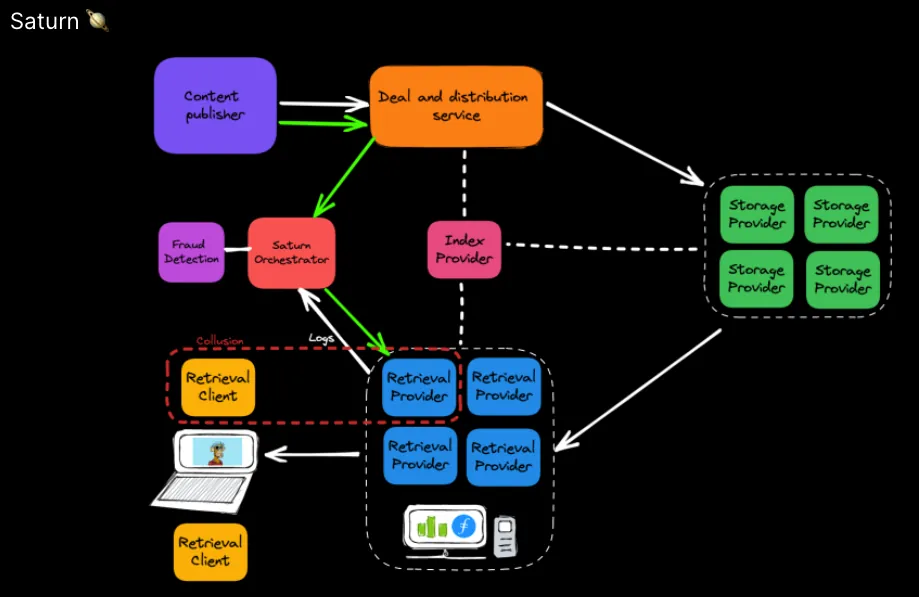 Saturn 🪐
Content
publisher
Deal and distribution
service
Storage
Provider
Storage
Provider
Storage
Provider
Storage
Provider
Fraud
Detection
Saturn
Orchestrator
Index
Provider
Logs
Collusion
Retrieval
Client
Retrieval
Provider
Retrieval
Provider
Retrieval
Provider
Retrieval
Provider
Retrieval
Client